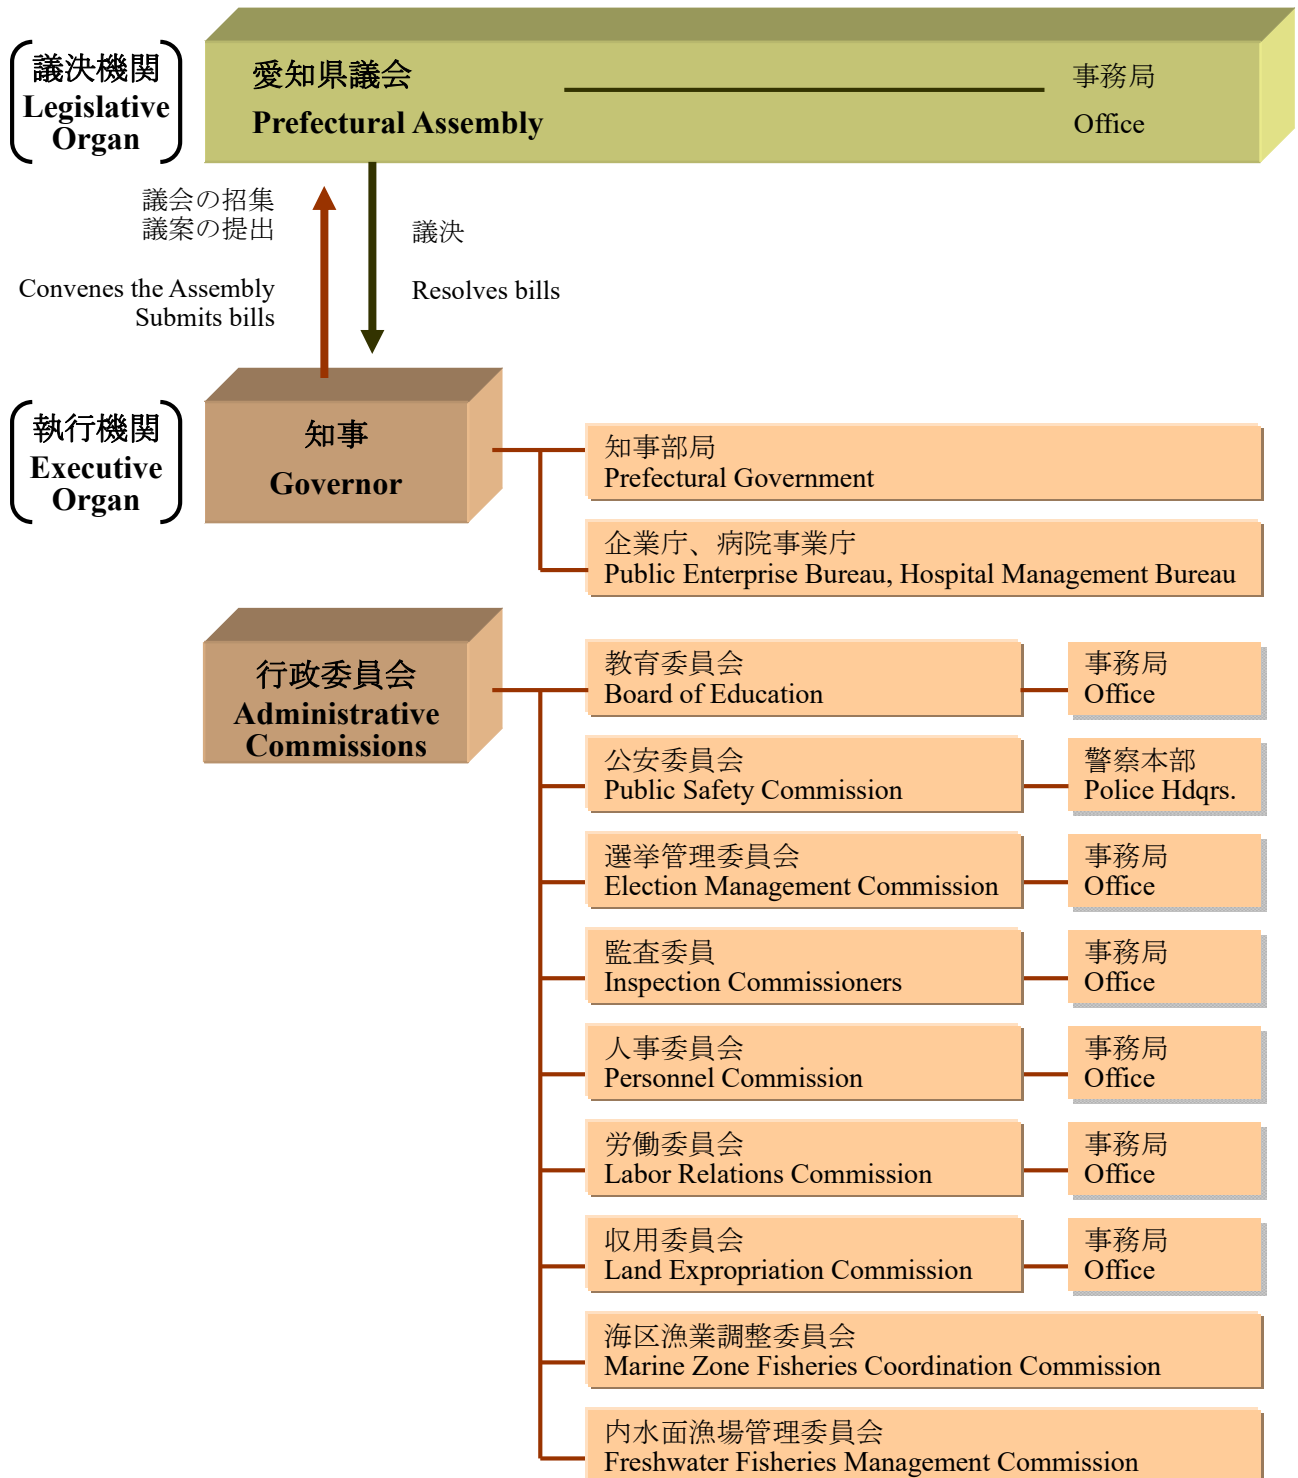 議決機関
Legislative
Organ
愛知県議会
Prefectural Assembly
事務局
Office
議会の招集
議案の提出
Convenes the Assembly
Submits bills
議決
Resolves bills
執行機関
Executive
Organ
知事
Governor
知事部局
Prefectural Government
企業庁、病院事業庁
Public Enterprise Bureau, Hospital Management Bureau
行政委員会
Administrative
Commissions
教育委員会
Board of Education
事務局
Office
公安委員会
Public Safety Commission
警察本部
Police Hdqrs.
選挙管理委員会
Election Management Commission
事務局
Office
監査委員
Inspection Commissioners
事務局
Office
人事委員会
Personnel Commission
事務局
Office
労働委員会
Labor Relations Commission
事務局
Office
収用委員会
Land Expropriation Commission
事務局
Office
海区漁業調整委員会
Marine Zone Fisheries Coordination Commission
内水面漁場管理委員会
Freshwater Fisheries Management Commission